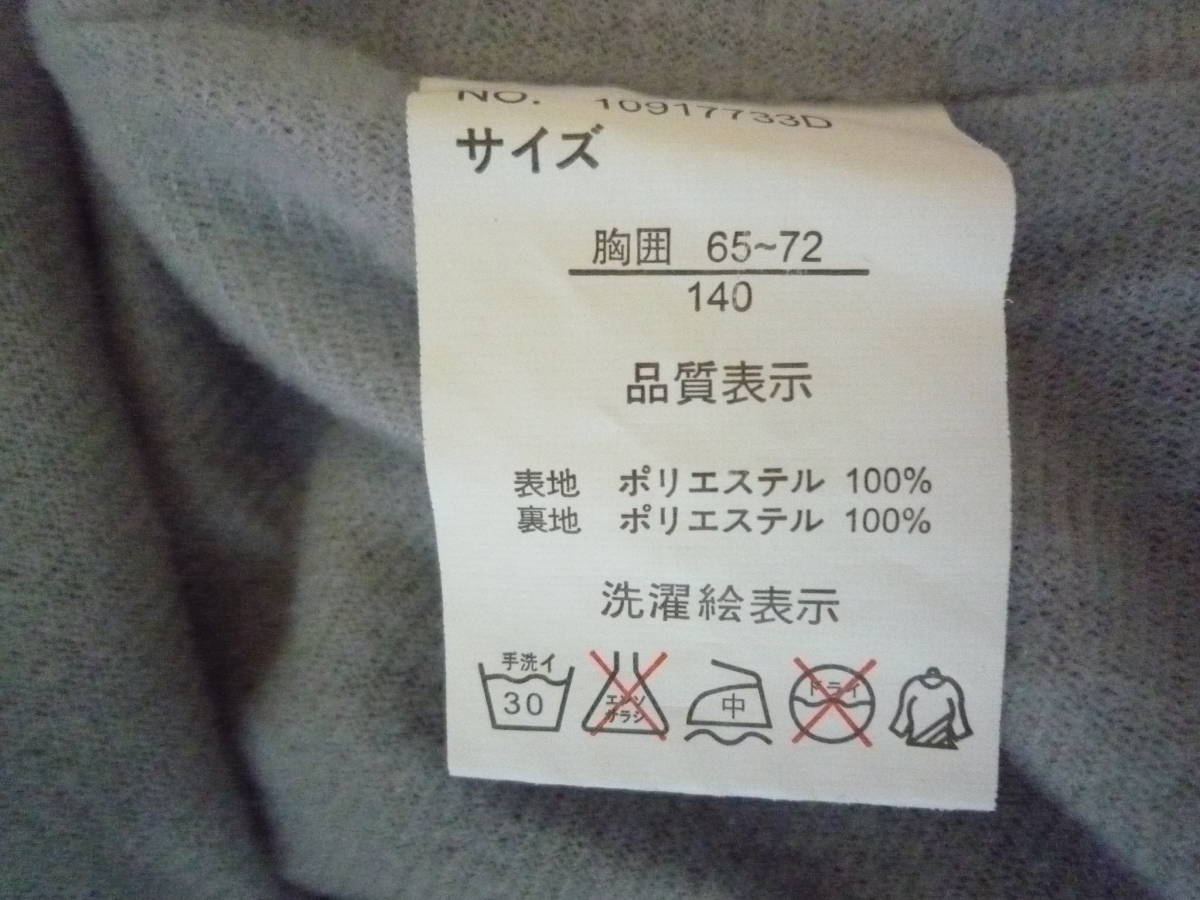 NO. 10917733D
サイズ
胸囲 65~72
140
品質表示
表地 ポリエステル 100%
裏地 ポリエステル 100%
洗濯絵表示
手洗イ
30
エンソ
サラシ
中
ドライ